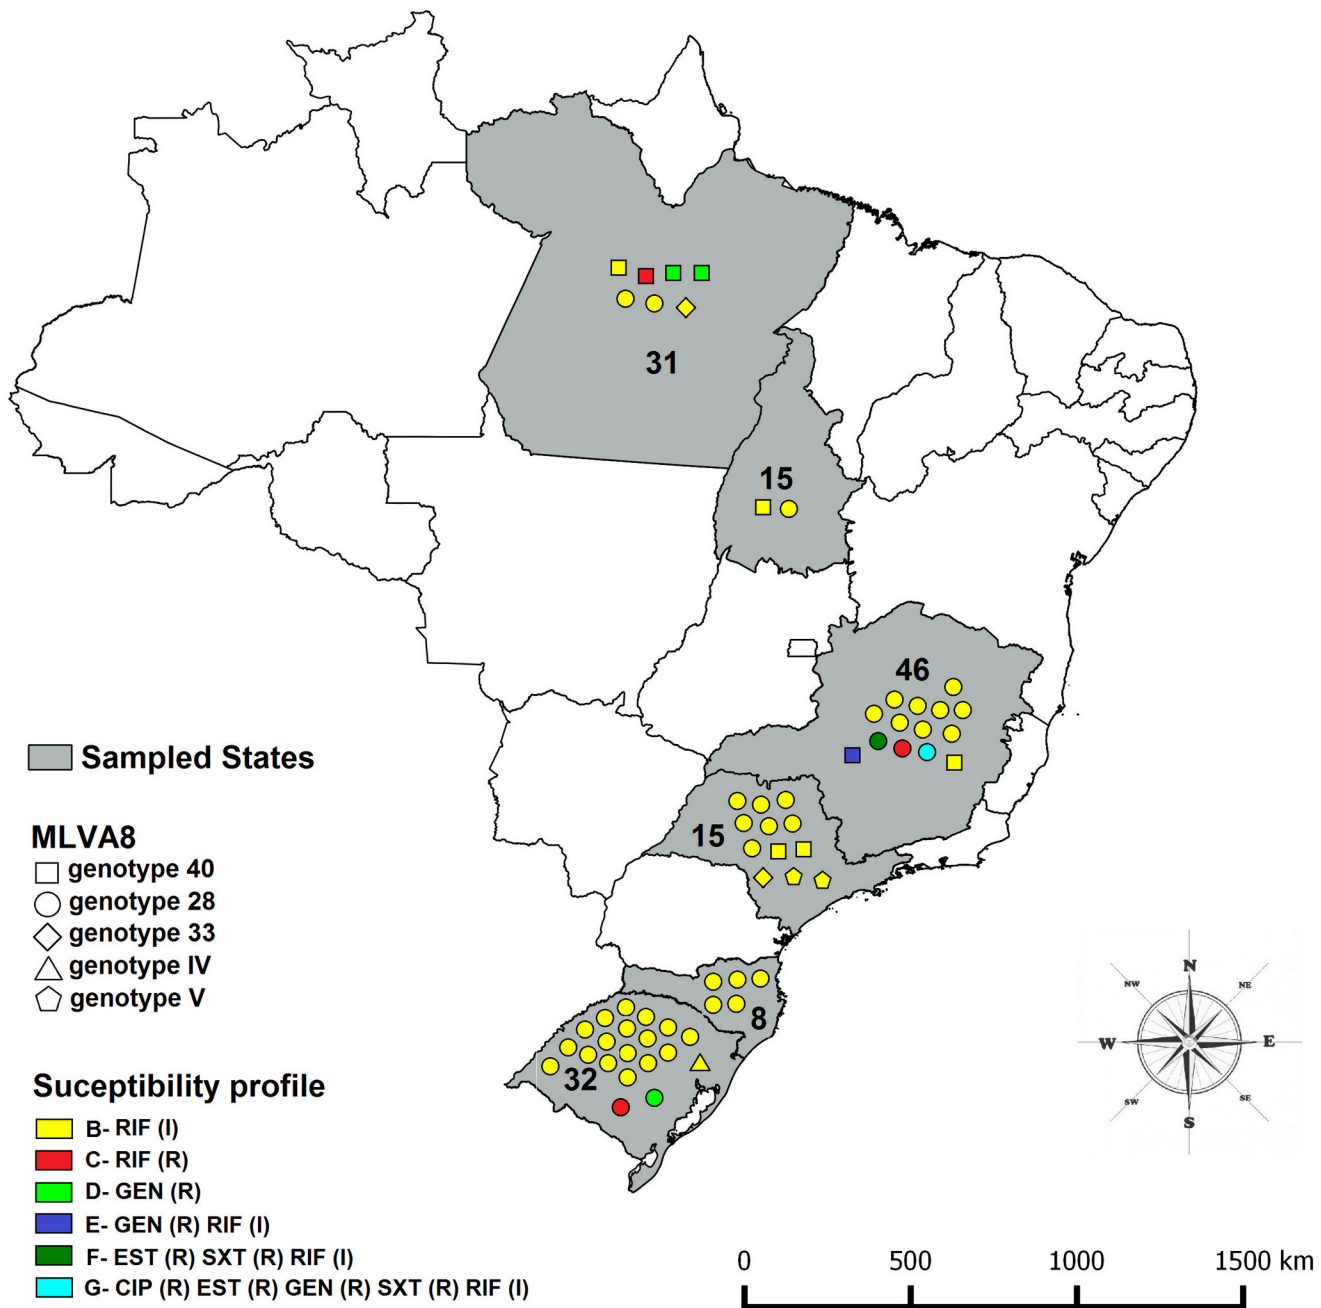 31
15
46
15
8
32
Sampled States
MLVA8
genotype 40
genotype 28
genotype 33
genotype IV
genotype V
Suceptibility profile
B- RIF (I)
C- RIF (R)
D- GEN (R)
E- GEN (R) RIF (I)
F- EST (R) SXT (R) RIF (I)
G- CIP (R) EST (R) GEN (R) SXT (R) RIF (I)
N
NW NE
W E
SW SE
S
0 500 1000 1500 km